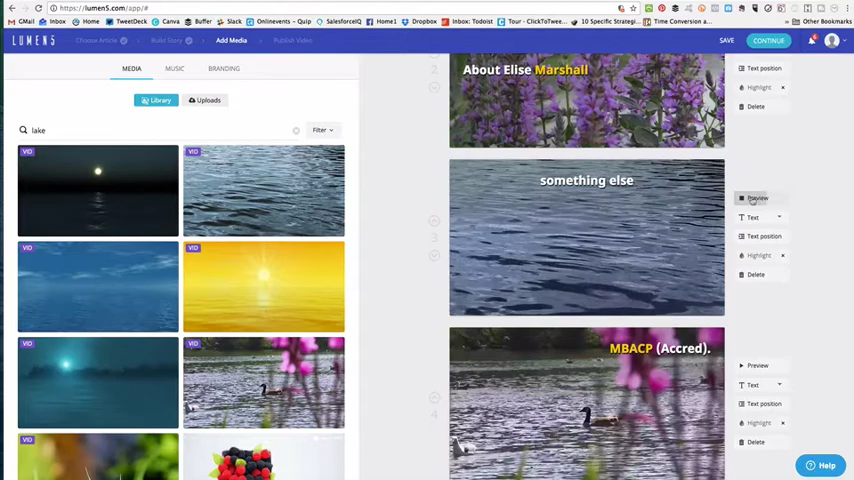 https://lumen5.com/app/#
GMail
Inbox
TweetDeck
Canva
Buffer
Slack
Onlinevents - Quip
SalesforceIQ
Home1
Dropbox
Inbox: Todoist
Tour - ClickToTwee...
10 Specific Strategi...
Time Conversion a...
Other Bookmarks
LUMEN5
Choose Article
Build Story
Add Media
Publish Video
SAVE
CONTINUE
MEDIA
MUSIC
BRANDING
Library
Uploads
lake
Filter
VID
VID
VID
VID
VID
VID
VID
2
About Elise Marshall
Text position
Highlight
Delete
3
something else
Preview
Text
Text position
Highlight
Delete
4
MBACP (Accred).
Preview
Text
Text position
Highlight
Delete
Help